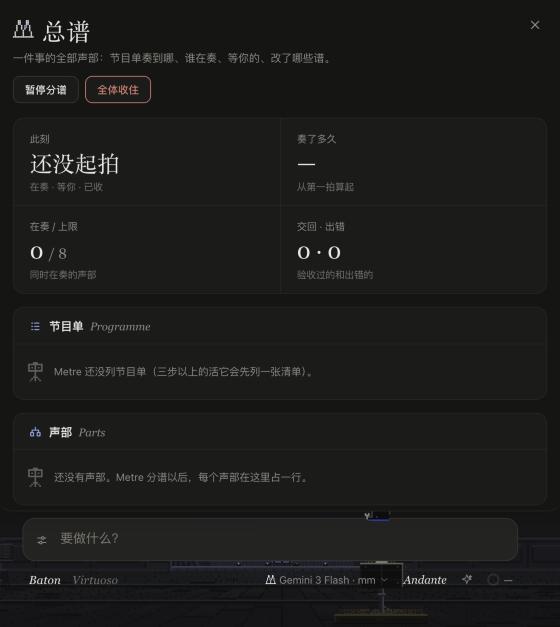 总谱
一件事的全部声部：节目单奏到哪、谁在奏、等你的、改了哪些谱。
暂停分谱 全体收住
此刻
还没起拍
在奏 · 等你 · 已收
奏了多久
—
从第一拍算起
在奏 / 上限
0 / 8
同时在奏的声部
交回 · 出错
0 · 0
验收过的和出错的
节目单 Programme
Metre 还没列节目单（三步以上的活它会先列一张清单）。
声部 Parts
还没有声部。Metre 分谱以后，每个声部在这里占一行。
要做什么？
Baton Virtuoso Gemini 3 Flash · mm Andante —